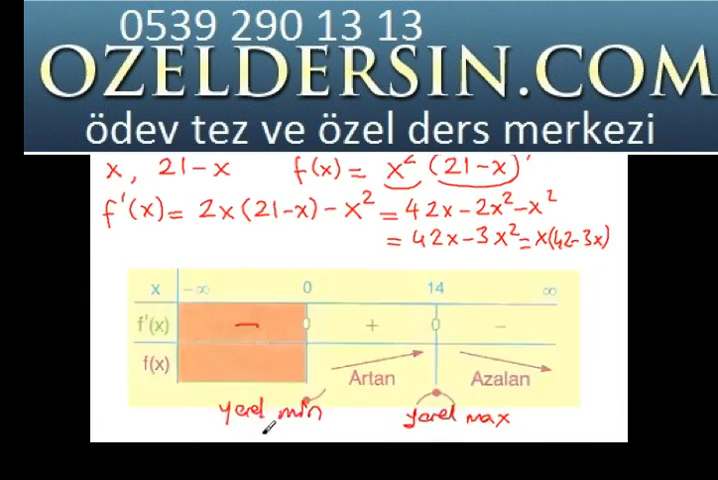 0539 290 13 13
OZELDERSIN.COM
ödev tez ve özel ders merkezi
x, 21-x f(x) = x² (21-x)'
f'(x) = 2x(21-x) - x² = 42x - 2x² - x²
= 42x - 3x² = x(42-3x)
x -∞ 0 14 ∞
f'(x) - 0 + 0 -
f(x) Artan Azalan
yerel min yerel max